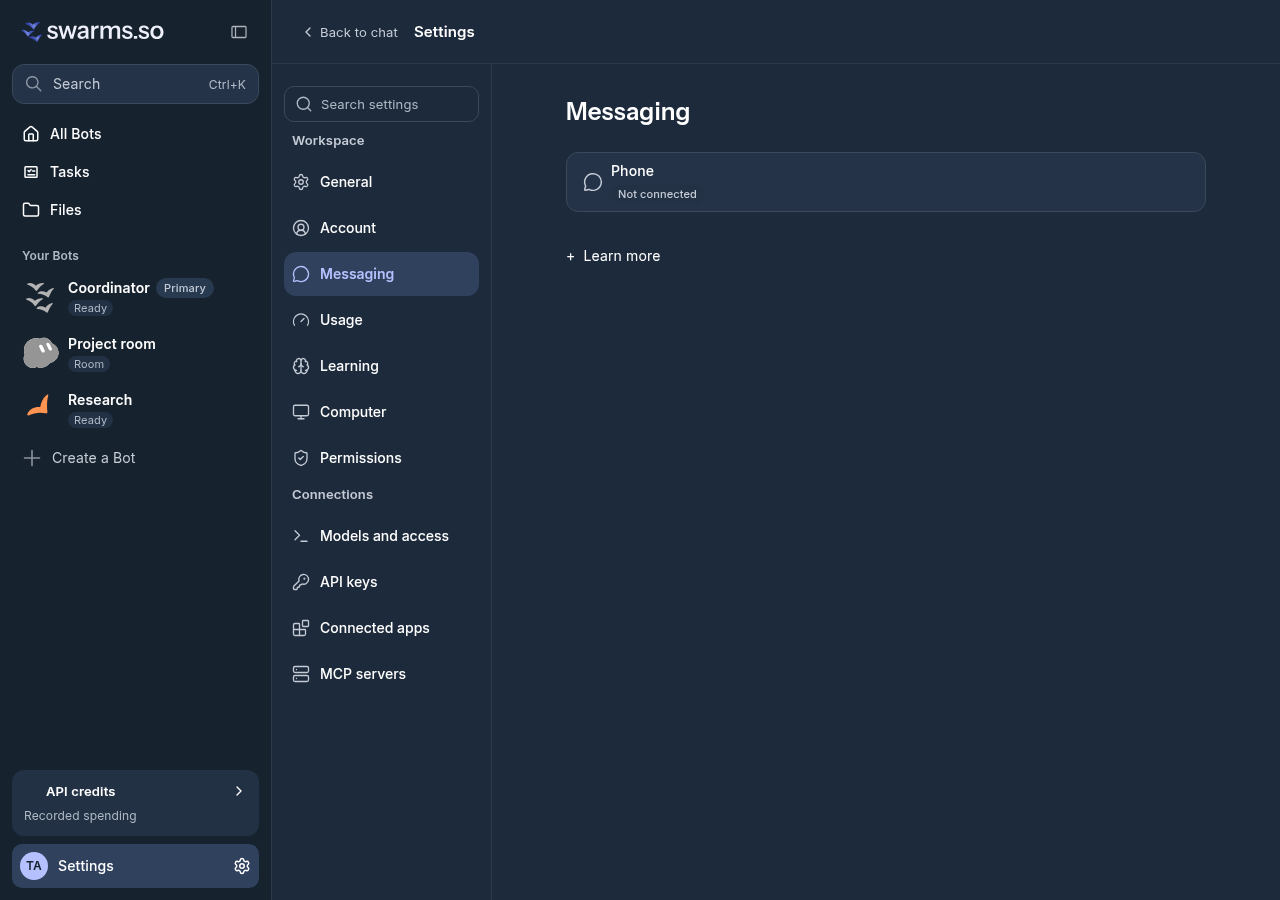 swarms.so
Search Ctrl+K
All Bots
Tasks
Files
Your Bots
Coordinator Primary
Ready
Project room
Room
Research
Ready
Create a Bot
API credits
Recorded spending
TA Settings
Back to chat Settings
Search settings
Workspace
General
Account
Messaging
Usage
Learning
Computer
Permissions
Connections
Models and access
API keys
Connected apps
MCP servers
Messaging
Phone
Not connected
+ Learn more